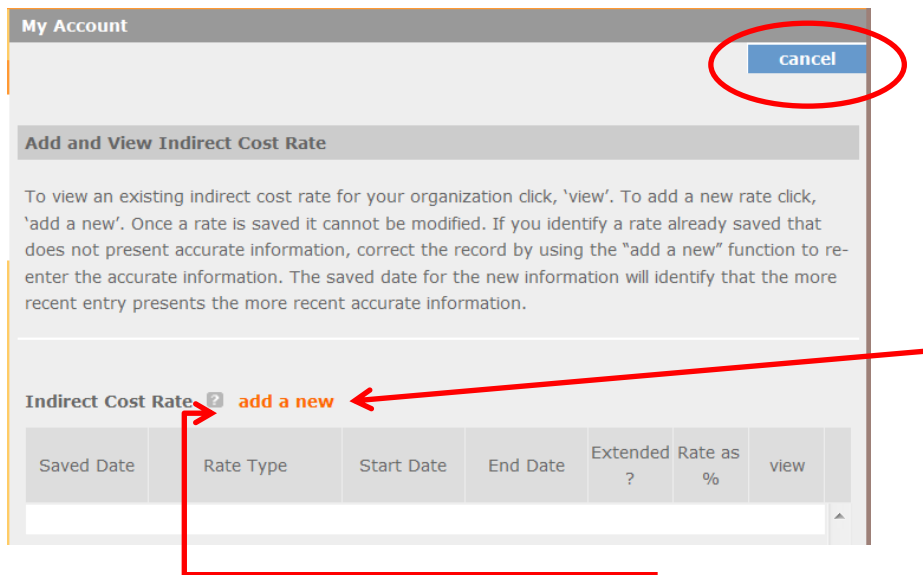 My Account
cancel
Add and View Indirect Cost Rate
To view an existing indirect cost rate for your organization click, ‘view’. To add a new rate click,
‘add a new’. Once a rate is saved it cannot be modified. If you identify a rate already saved that
does not present accurate information, correct the record by using the “add a new” function to re-
enter the accurate information. The saved date for the new information will identify that the more
recent entry presents the more recent accurate information.
Indirect Cost Rate ? add a new
Saved Date Rate Type Start Date End Date Extended ? Rate as % view